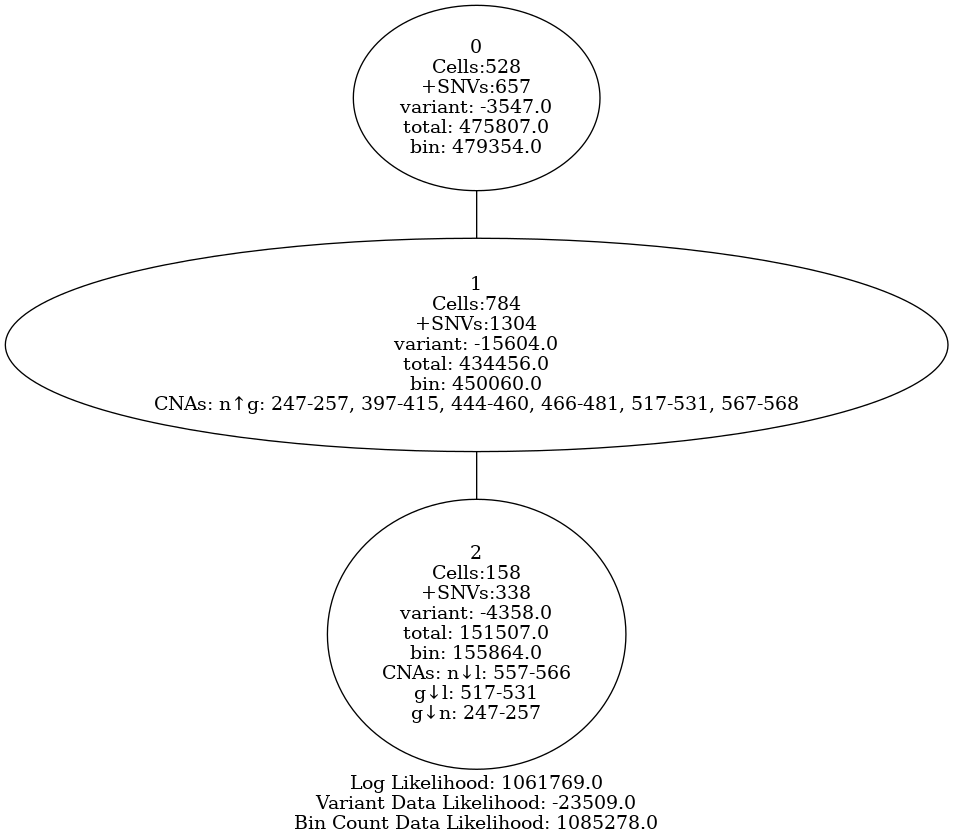 0
Cells:528
+SNVs:657
variant: -3547.0
total: 475807.0
bin: 479354.0
1
Cells:784
+SNVs:1304
variant: -15604.0
total: 434456.0
bin: 450060.0
CNAs: n↑g: 247-257, 397-415, 444-460, 466-481, 517-531, 567-568
2
Cells:158
+SNVs:338
variant: -4358.0
total: 151507.0
bin: 155864.0
CNAs: n↓l: 557-566
g↓l: 517-531
g↓n: 247-257
Log Likelihood: 1061769.0
Variant Data Likelihood: -23509.0
Bin Count Data Likelihood: 1085278.0